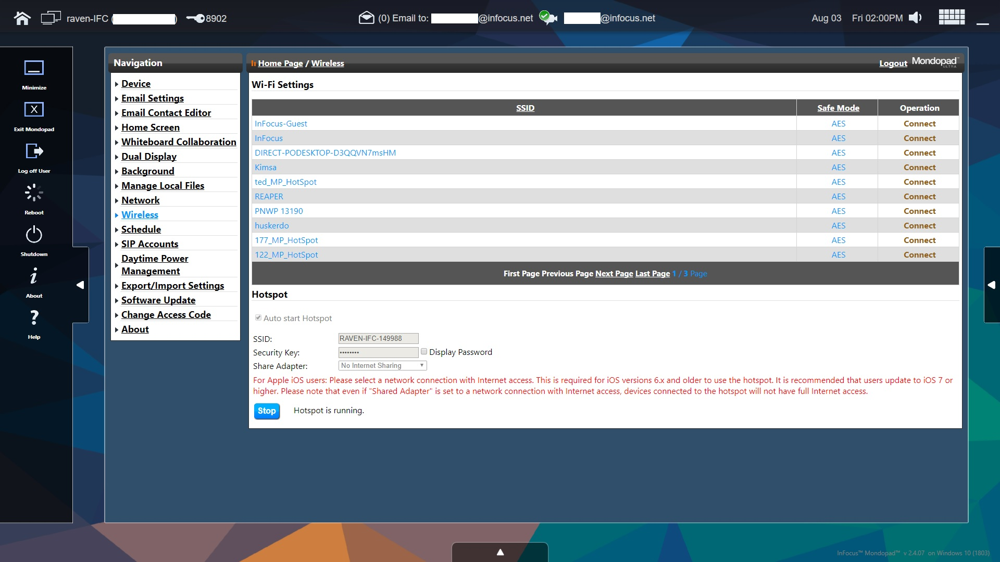 raven-IFC (
)
8902
(0) Email to:
@infocus.net
@infocus.net
Aug 03 Fri 02:00PM
Minimize
X
Exit Mondopad
Log off User
Reboot
Shutdown
i
About
?
Help
Navigation
Device
Email Settings
Email Contact Editor
Home Screen
Whiteboard Collaboration
Dual Display
Background
Manage Local Files
Network
Wireless
Schedule
SIP Accounts
Daytime Power
Management
Export/Import Settings
Software Update
Change Access Code
About
Home Page / Wireless
Logout Mondopad™
ULTRA
Wi-Fi Settings
SSID Safe Mode Operation
InFocus-Guest AES Connect
InFocus AES Connect
DIRECT-PODESKTOP-D3QQVN7msHM AES Connect
Kimsa AES Connect
ted_MP_HotSpot AES Connect
REAPER AES Connect
PNWP 13190 AES Connect
huskerdo AES Connect
177_MP_HotSpot AES Connect
122_MP_HotSpot AES Connect
First Page Previous Page Next Page Last Page 1 / 3 Page
Hotspot
Auto start Hotspot
SSID: RAVEN-IFC-149988
Security Key: •••••••• Display Password
Share Adapter: No Internet Sharing
For Apple iOS users: Please select a network connection with Internet access. This is required for iOS versions 6.x and older to use the hotspot. It is recommended that users update to iOS 7 or
higher. Please note that even if "Shared Adapter" is set to a network connection with Internet access, devices connected to the hotspot will not have full Internet access.
Stop Hotspot is running.
InFocus™ Mondopad™ v 2.4.07 on Windows 10 (1803)